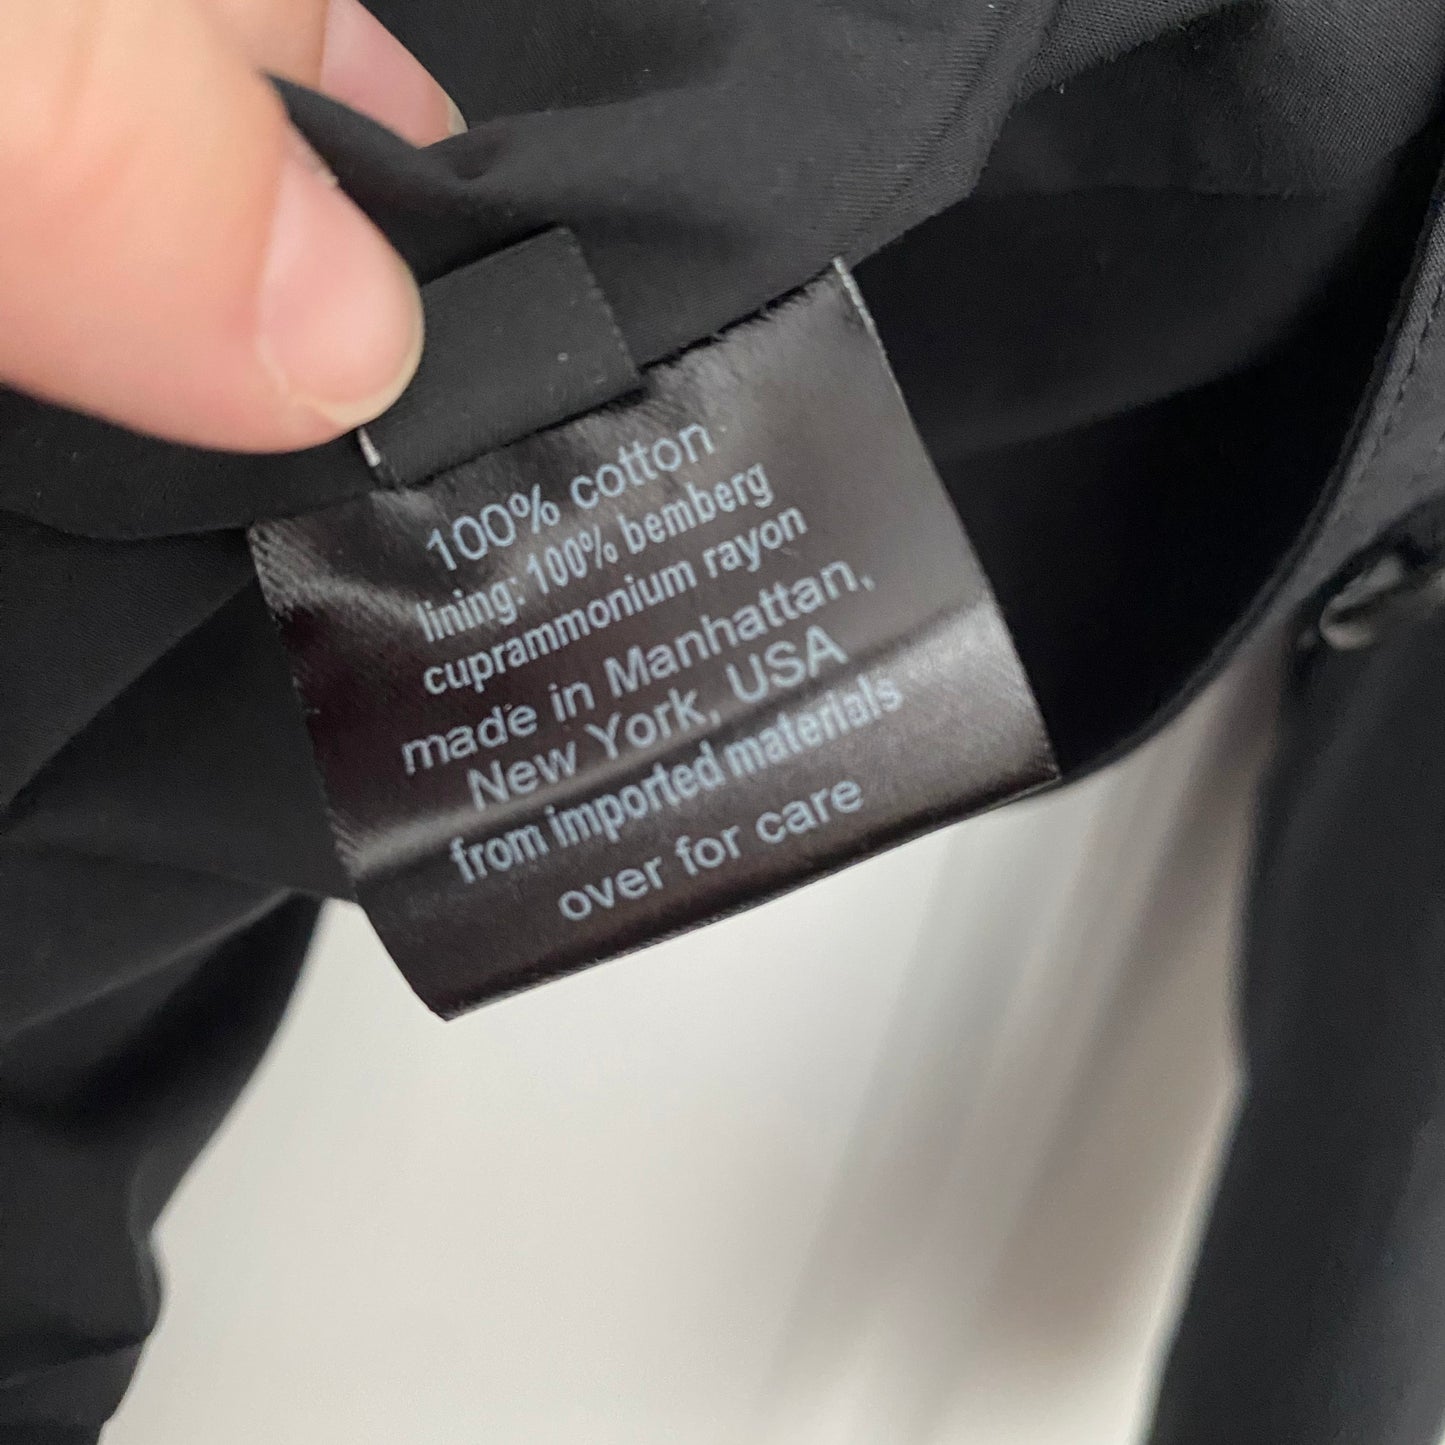 100% cotton
lining: 100% bemberg
cuprammonium rayon
made in Manhattan,
New York, USA
from imported materials
over for care